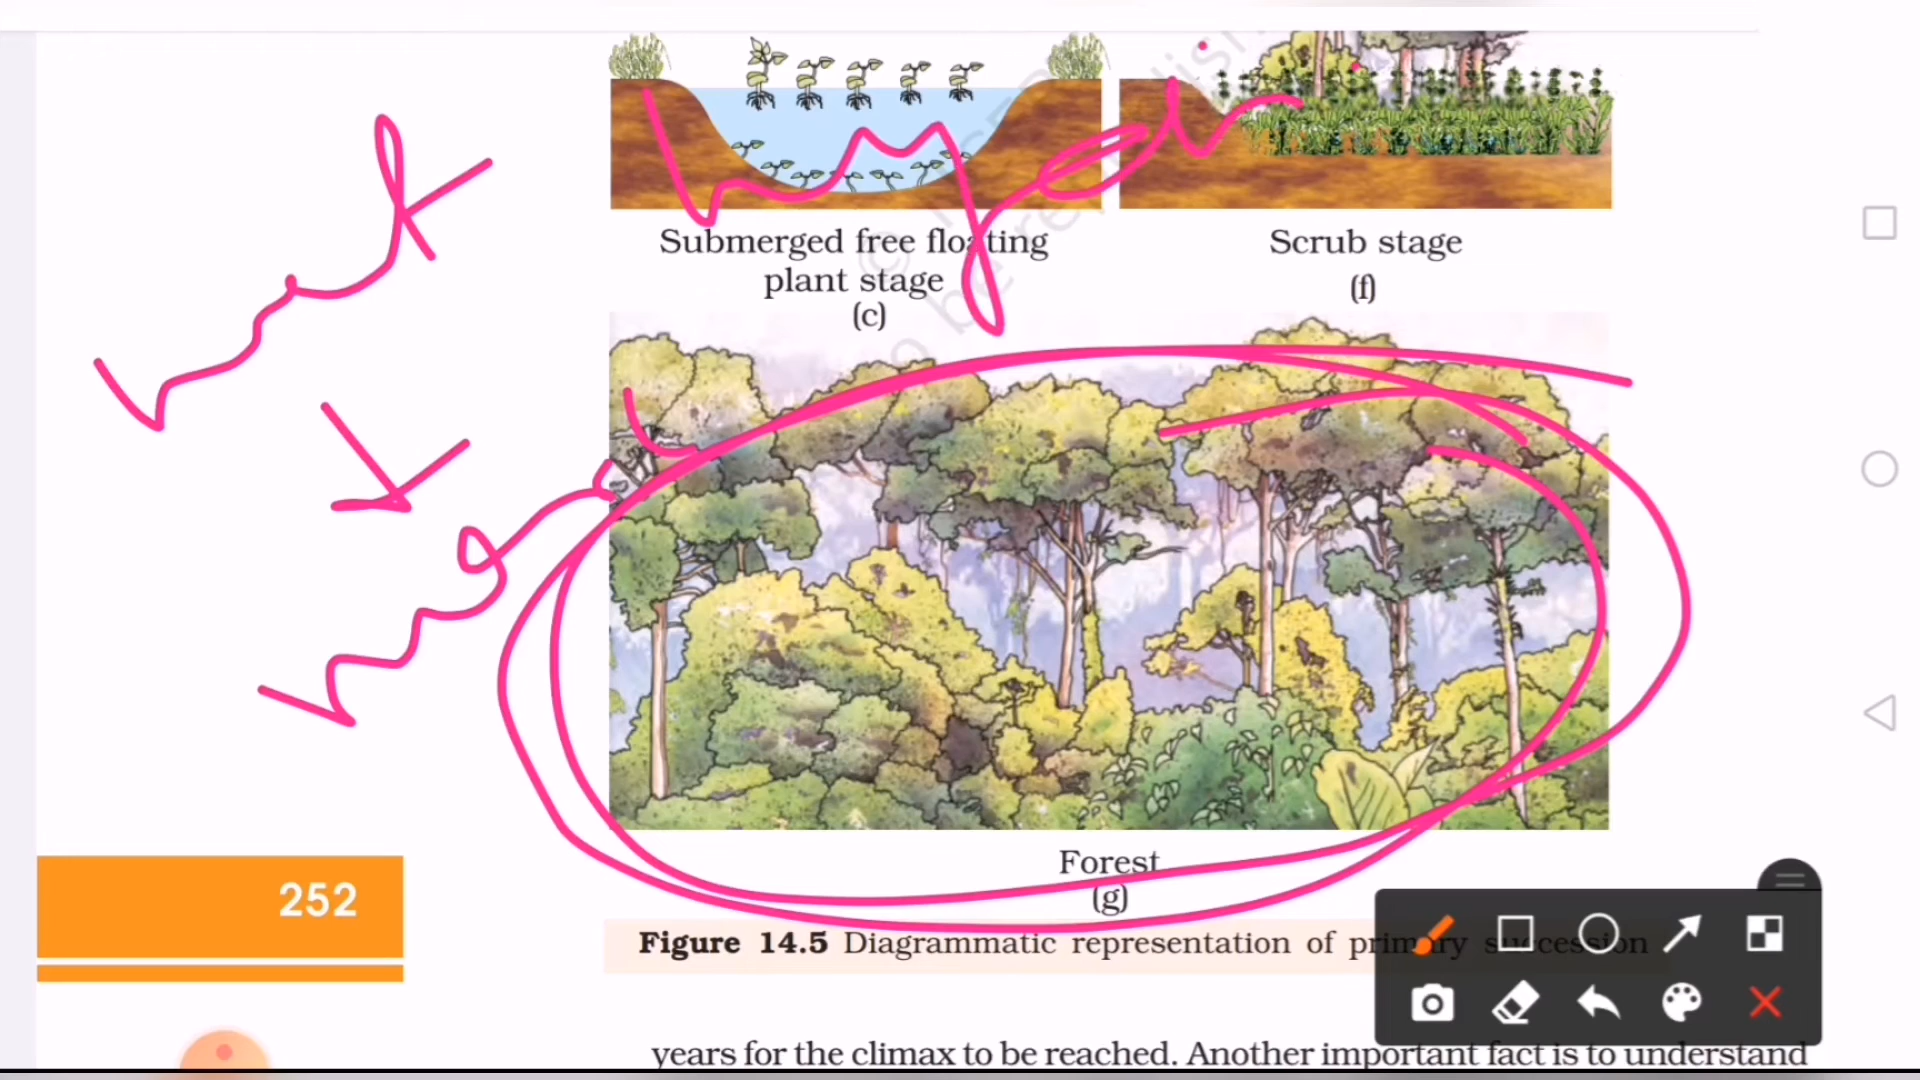 Submerged free floating
plant stage
(c)
Scrub stage
(f)
Forest
(g)
252
Figure 14.5 Diagrammatic representation of primary succession
years for the climax to be reached. Another important fact is to understand